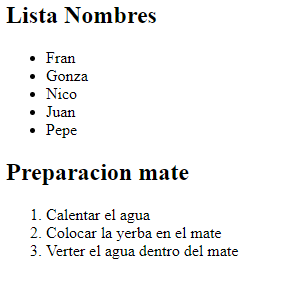 Lista Nombres
• Fran
• Gonza
• Nico
• Juan
• Pepe
Preparacion mate
1. Calentar el agua
2. Colocar la yerba en el mate
3. Verter el agua dentro del mate